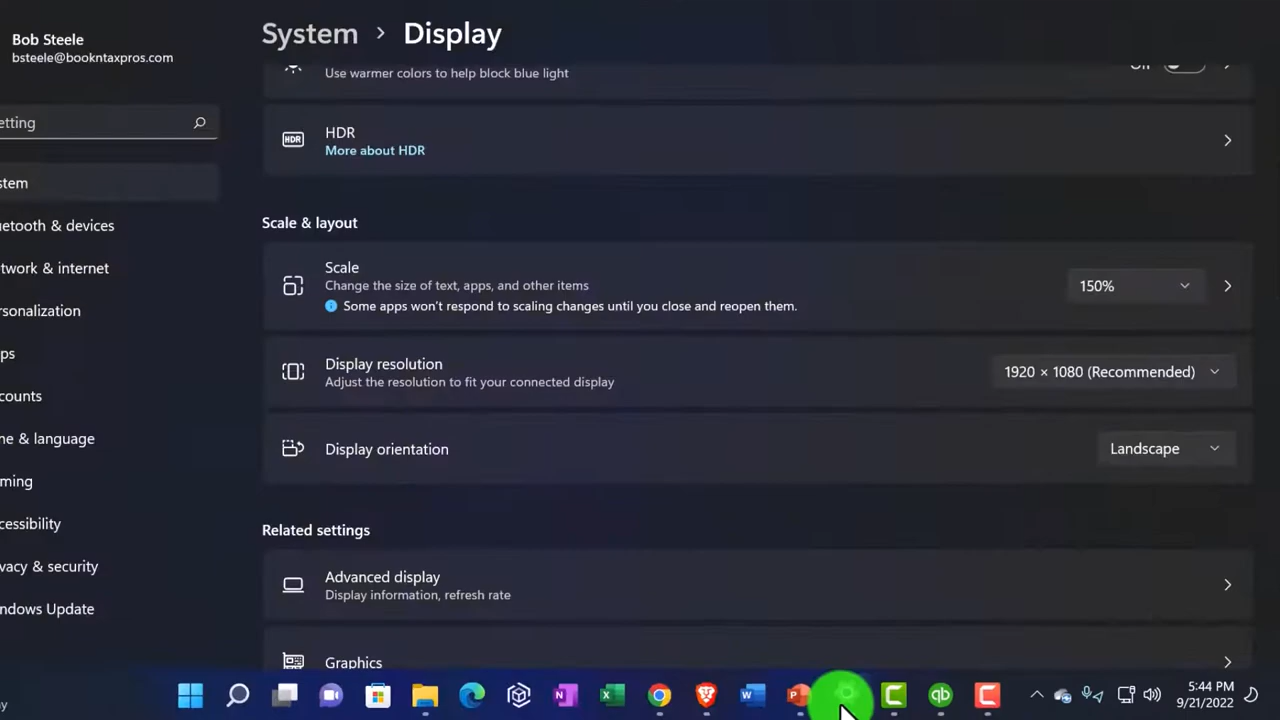 System > Display
Bob Steele
bsteele@bookntaxpros.com
Use warmer colors to help block blue light
Off
etting
HDR
HDR
More about HDR
stem
Scale & layout
uetooth & devices
twork & internet
rsonalization
ps
counts
me & language
ming
cessibility
vacy & security
ndows Update
Scale
Change the size of text, apps, and other items
Some apps won't respond to scaling changes until you close and reopen them.
150%
Display resolution
Adjust the resolution to fit your connected display
1920 × 1080 (Recommended)
Display orientation
Landscape
Related settings
Advanced display
Display information, refresh rate
Graphics
5:44 PM
9/21/2022